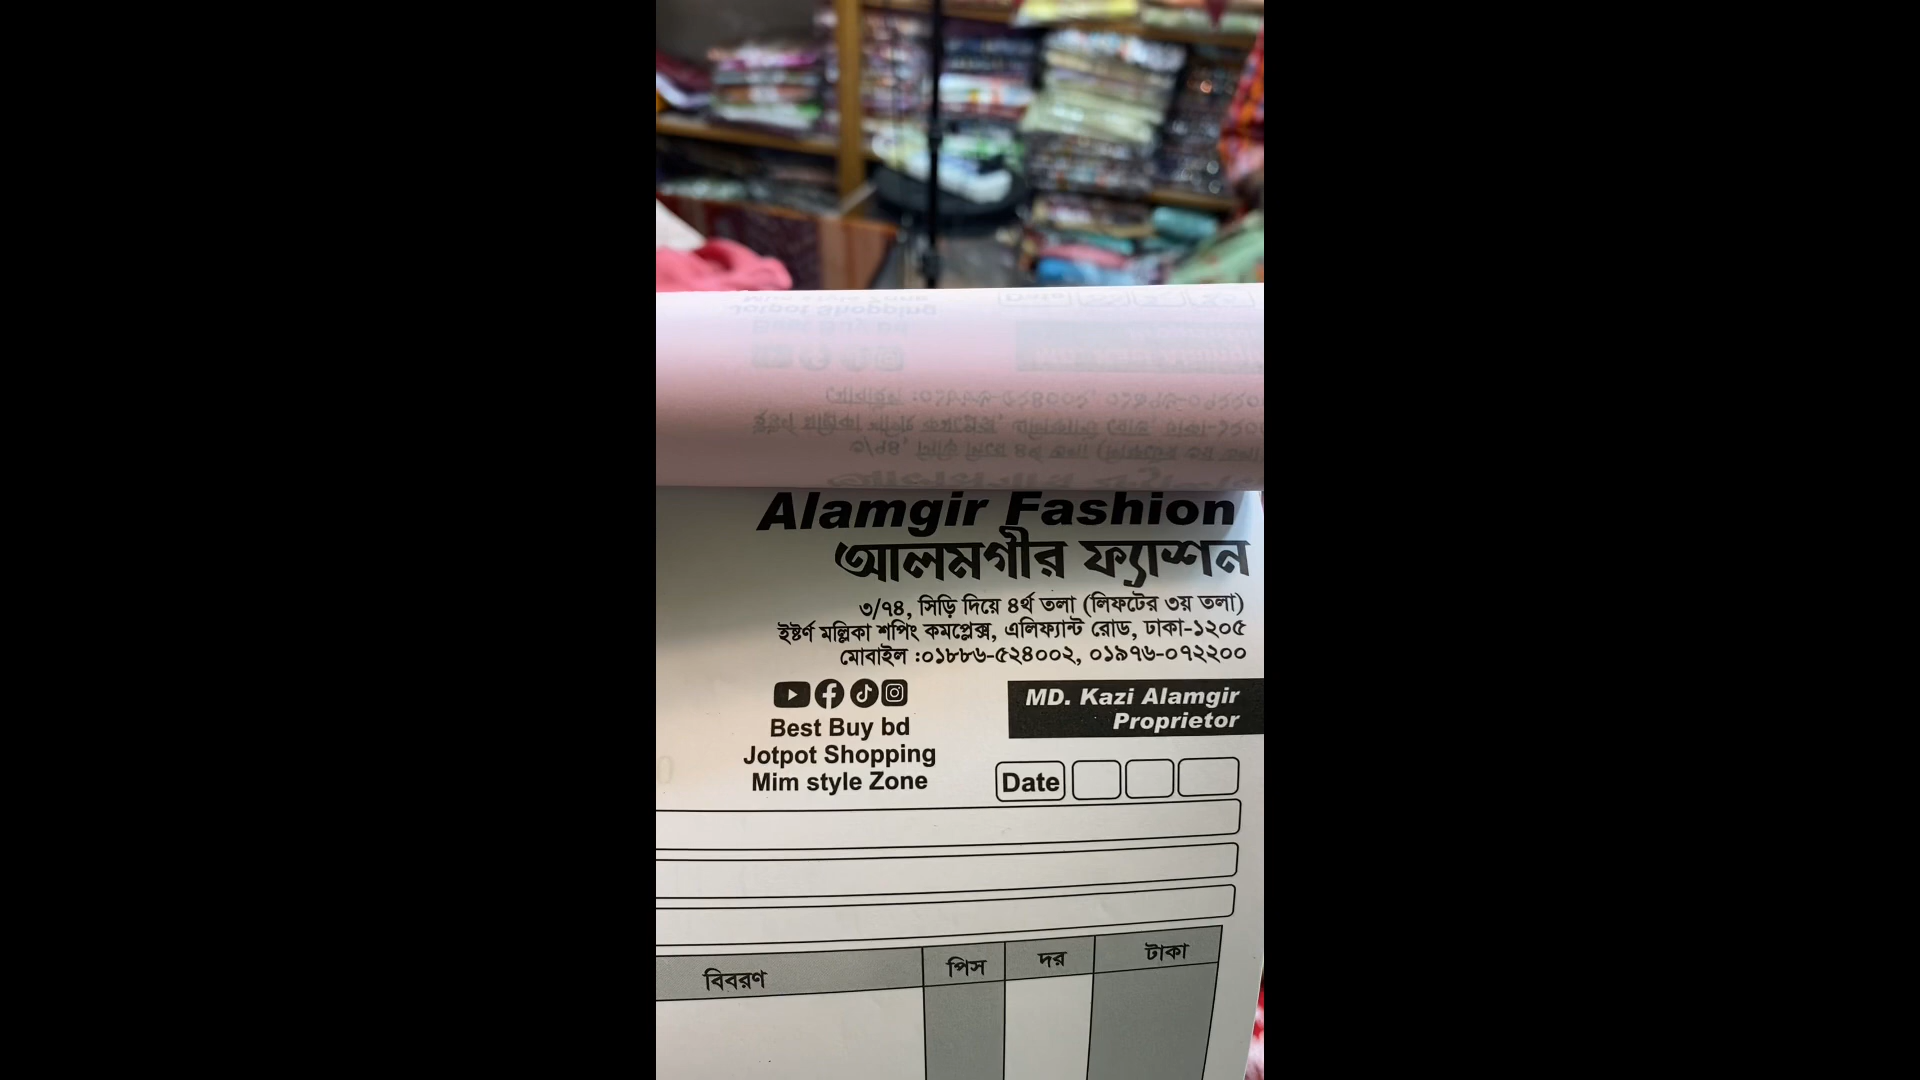 Alamgir Fashion
আলমগীর ফ্যাশন
৩/৭৪, সিড়ি দিয়ে ৪র্থ তলা (লিফটের ৩য় তলা)
ইষ্টার্ণ মল্লিকা শপিং কমপ্লেক্স, এলিফ্যান্ট রোড, ঢাকা-১২০৫
মোবাইল :০১৮৮৬-৫২৪০০২, ০১৯৭৬-০৭২২০০
MD. Kazi Alamgir
Proprietor
Best Buy bd
Jotpot Shopping
Mim style Zone
Date
বিবরণ পিস দর টাকা